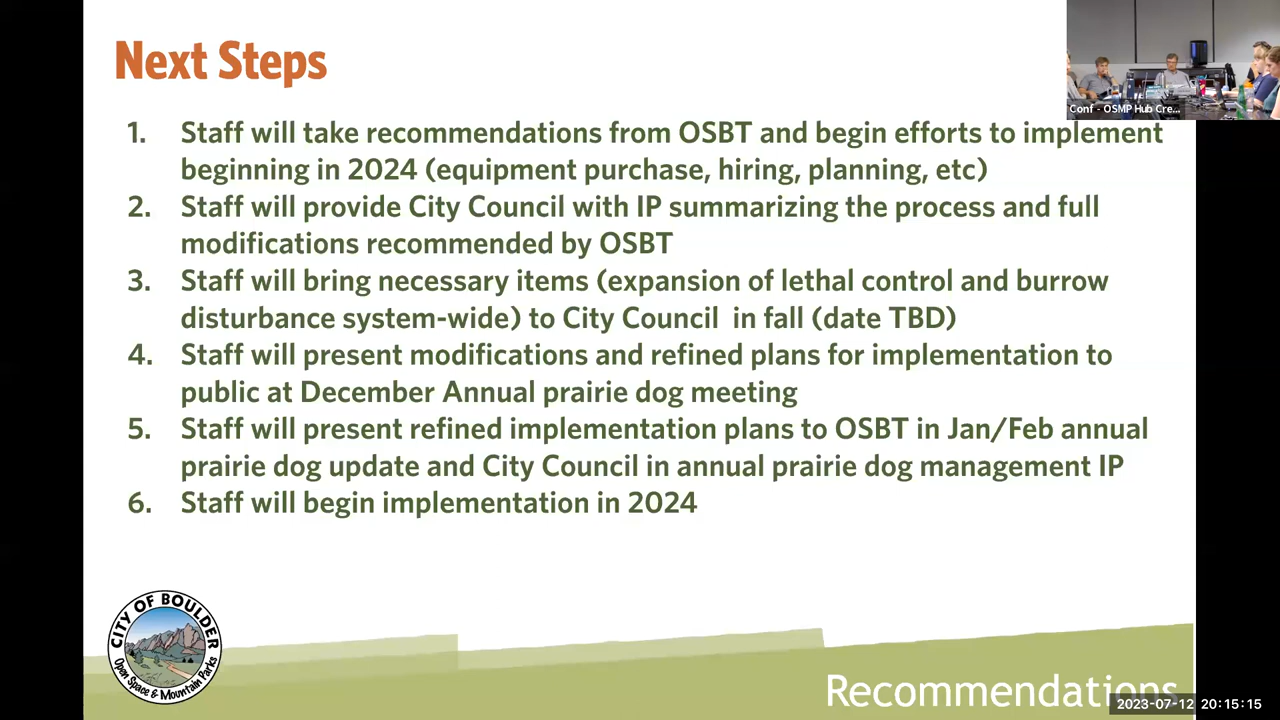 Next Steps
Conf - OSMP Hub Cre...
1. Staff will take recommendations from OSBT and begin efforts to implement
beginning in 2024 (equipment purchase, hiring, planning, etc)
2. Staff will provide City Council with IP summarizing the process and full
modifications recommended by OSBT
3. Staff will bring necessary items (expansion of lethal control and burrow
disturbance system-wide) to City Council in fall (date TBD)
4. Staff will present modifications and refined plans for implementation to
public at December Annual prairie dog meeting
5. Staff will present refined implementation plans to OSBT in Jan/Feb annual
prairie dog update and City Council in annual prairie dog management IP
6. Staff will begin implementation in 2024
CITY OF BOULDER
Open Space & Mountain Parks
Recommendations
2023-07-12 20:15:15